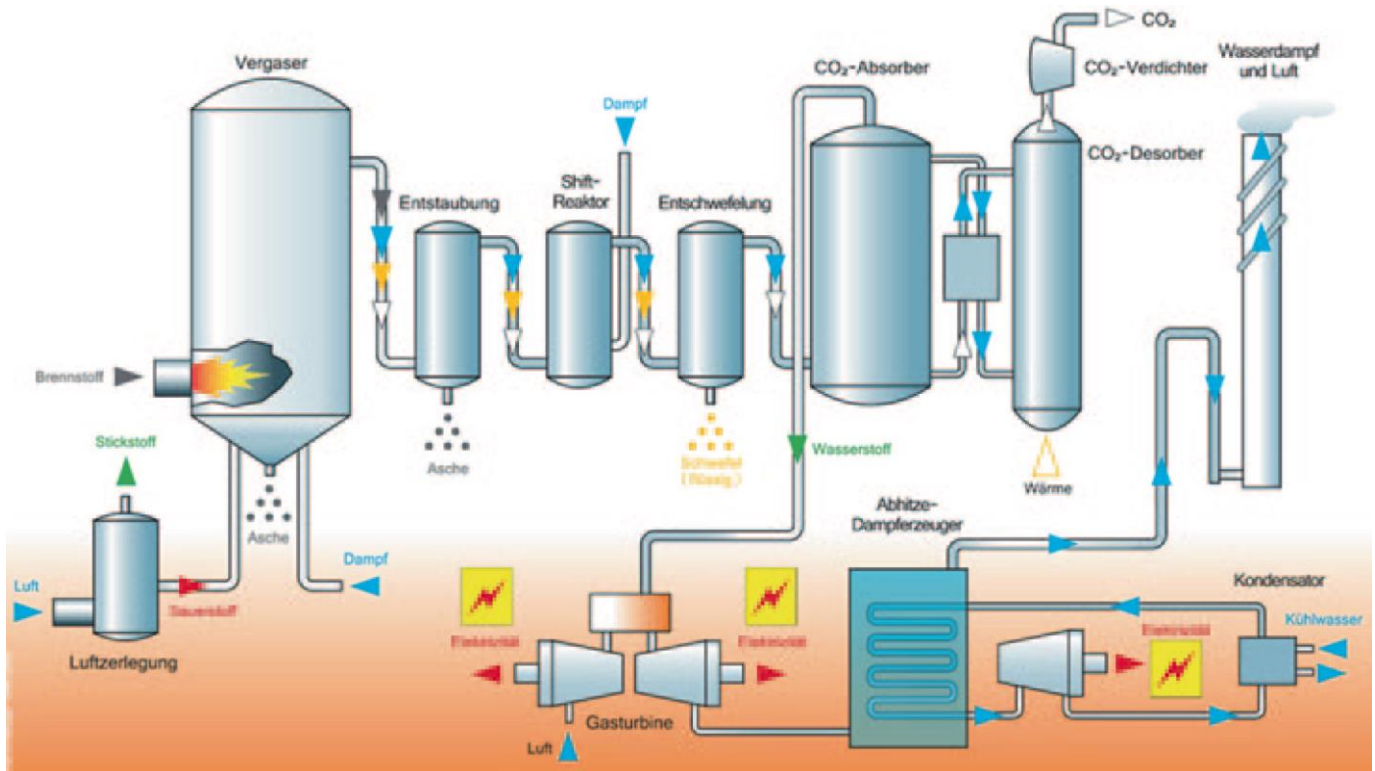 CO₂
Wasserdampf
und Luft
Vergaser
CO₂-Absorber
CO₂-Verdichter
Dampf
CO₂-Desorber
Shift-
Reaktor
Entstaubung
Entschwefelung
Brennstoff
Stickstoff
Asche
Schwefel
(flüssig)
Wasserstoff
Wärme
Abhitze-
Dampferzeuger
Asche
Dampf
Luft
Sauerstoff
Luftzerlegung
Elektrizität
Elektrizität
Kondensator
Kühlwasser
Elektrizität
Gasturbine
Luft